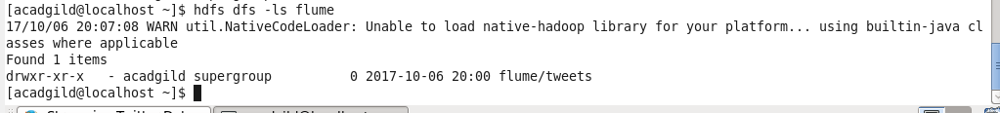 [acadgild@localhost ~]$ hdfs dfs -ls flume
17/10/06 20:07:08 WARN util.NativeCodeLoader: Unable to load native-hadoop library for your platform... using builtin-java cl
asses where applicable
Found 1 items
drwxr-xr-x   - acadgild supergroup          0 2017-10-06 20:00 flume/tweets
[acadgild@localhost ~]$